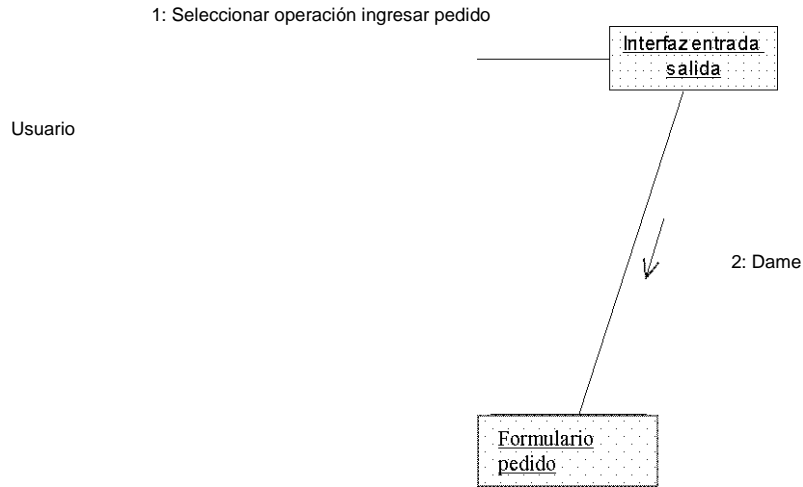 1: Seleccionar operación ingresar pedido
Interfaz entrada
salida
Usuario
2: Dame
Formulario
pedido